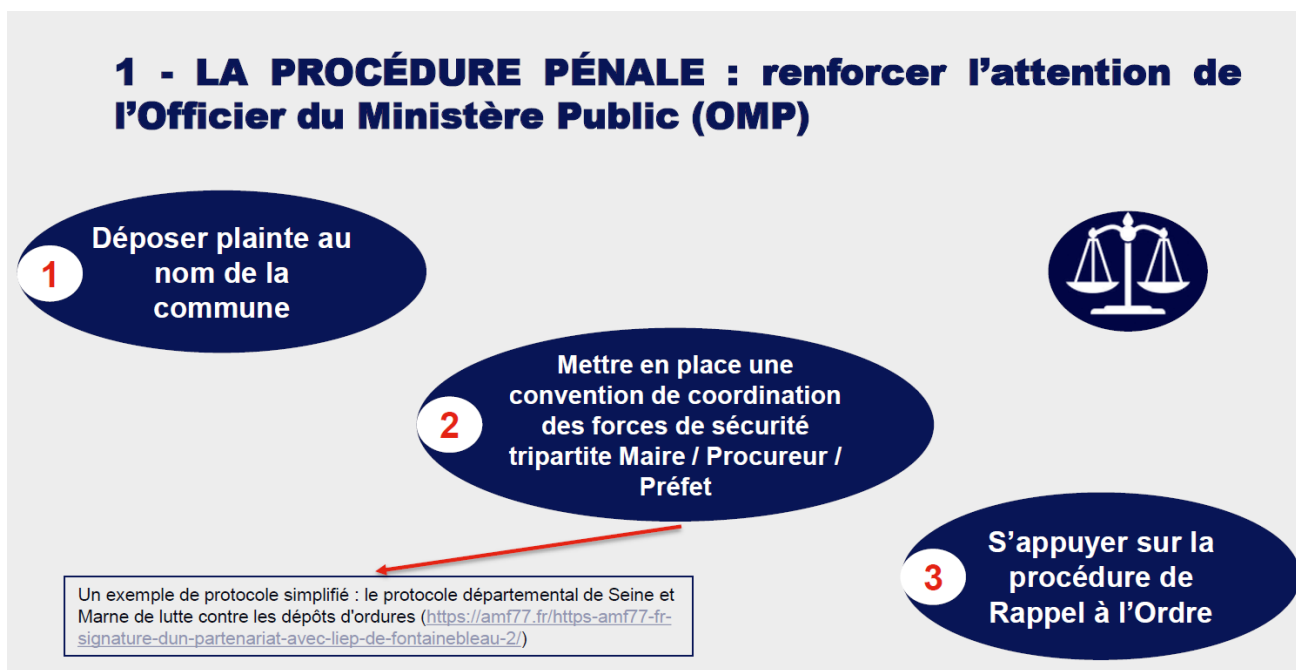 1 - LA PROCÉDURE PÉNALE : renforcer l’attention de
l’Officier du Ministère Public (OMP)
1
Déposer plainte au
nom de la
commune
2
Mettre en place une
convention de coordination
des forces de sécurité
tripartite Maire / Procureur /
Préfet
3
S’appuyer sur la
procédure de
Rappel à l’Ordre
Un exemple de protocole simplifié : le protocole départemental de Seine et
Marne de lutte contre les dépôts d'ordures (https://amf77.fr/https-amf77-fr-
signature-dun-partenariat-avec-liep-de-fontainebleau-2/)